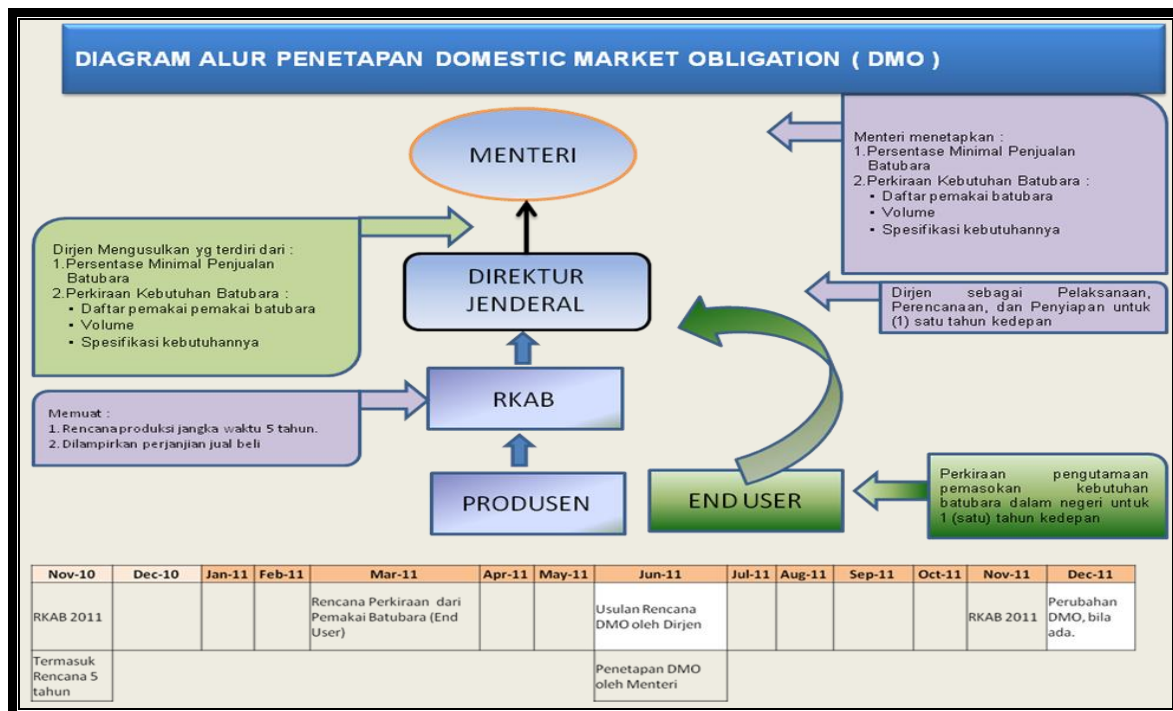 DIAGRAM ALUR PENETAPAN DOMESTIC MARKET OBLIGATION ( DMO )
MENTERI
Menteri menetapkan :
1.Persentase Minimal Penjualan
Batubara
2.Perkiraan Kebutuhan Batubara :
• Daftar pemakai batubara
• Volume
• Spesifikasi kebutuhannya
Dirjen Mengusulkan yg terdiri dari :
1.Persentase Minimal Penjualan
Batubara
2.Perkiraan Kebutuhan Batubara :
• Daftar pemakai pemakai batubara
• Volume
• Spesifikasi kebutuhannya
DIREKTUR
JENDERAL
Dirjen sebagai Pelaksanaan,
Perencanaan, dan Penyiapan untuk
(1) satu tahun kedepan
Memuat :
1. Rencana produksi jangka waktu 5 tahun.
2. Dilampirkan perjanjian jual beli
RKAB
PRODUSEN
END USER
Perkiraan pengutamaan
pemasokan kebutuhan
batubara dalam negeri untuk
1 (satu) tahun kedepan
Nov-10 Dec-10 Jan-11 Feb-11 Mar-11 Apr-11 May-11 Jun-11 Jul-11 Aug-11 Sep-11 Oct-11 Nov-11 Dec-11
RKAB 2011
Rencana Perkiraan dari
Pemakai Batubara (End
User)
Usulan Rencana
DMO oleh Dirjen
RKAB 2011
Perubahan
DMO, bila
ada.
Termasuk
Rencana 5
tahun
Penetapan DMO
oleh Menteri